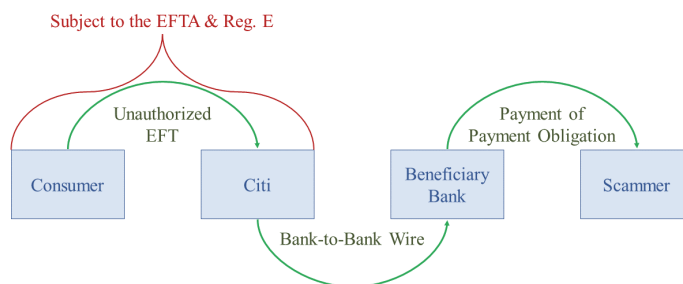 Subject to the EFTA & Reg. E
Unauthorized
EFT
Payment of
Payment Obligation
Consumer
Citi
Beneficiary
Bank
Scammer
Bank-to-Bank Wire